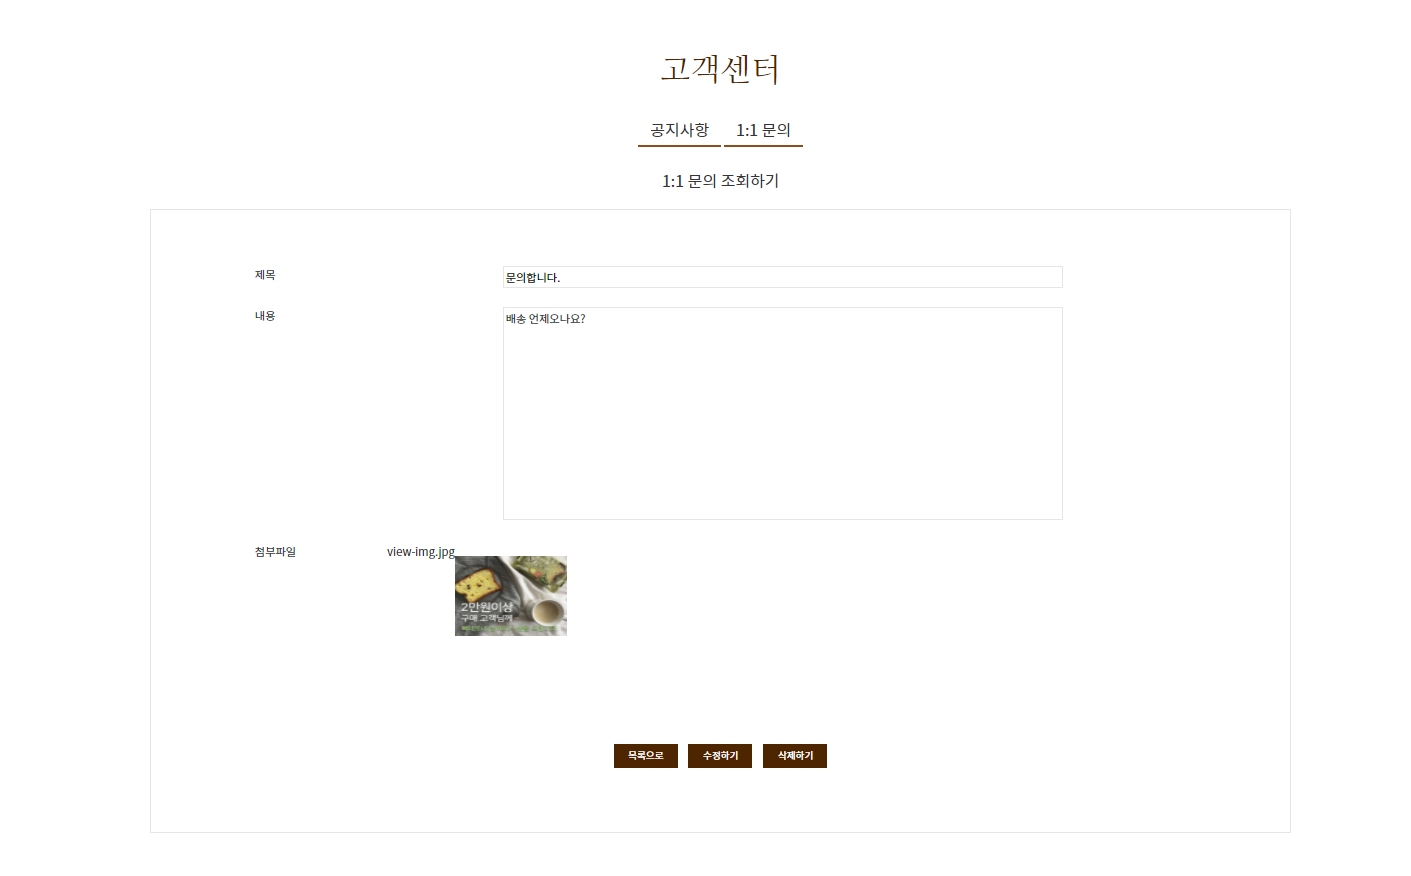 고객센터
공지사항 1:1 문의
1:1 문의 조회하기
제목 문의합니다.
내용 배송 언제오나요?
첨부파일 view-img.jpg
2만원이상
구매 고객님께
목록으로 수정하기 삭제하기